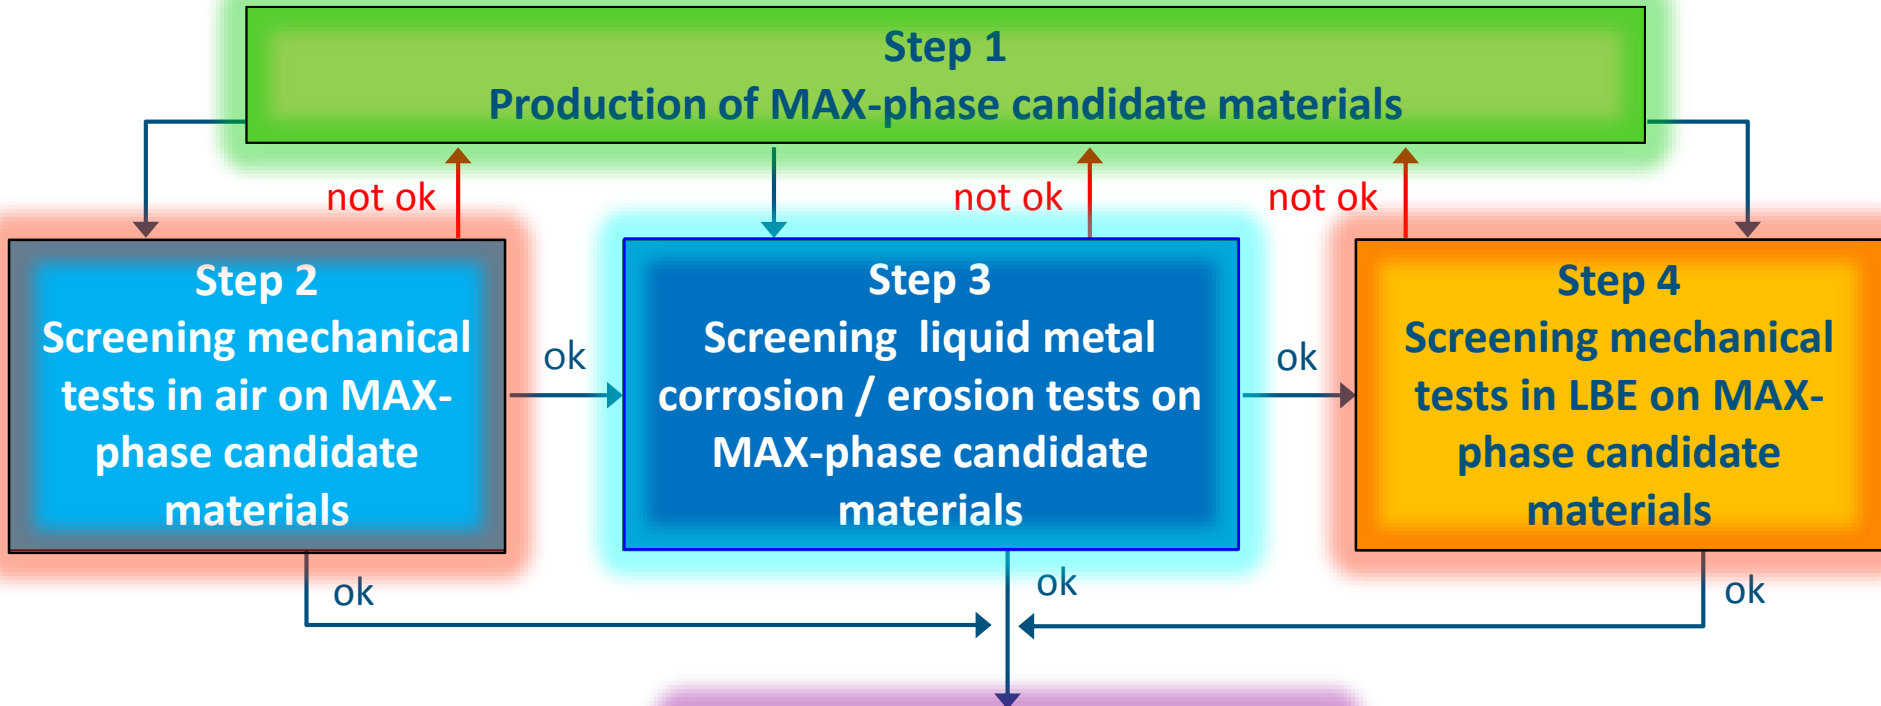 Step 1
Production of MAX-phase candidate materials
not ok
not ok
not ok
Step 2
Screening mechanical
tests in air on MAX-
phase candidate
materials
ok
Step 3
Screening liquid metal
corrosion / erosion tests on
MAX-phase candidate
materials
ok
Step 4
Screening mechanical
tests in LBE on MAX-
phase candidate
materials
ok
ok
ok